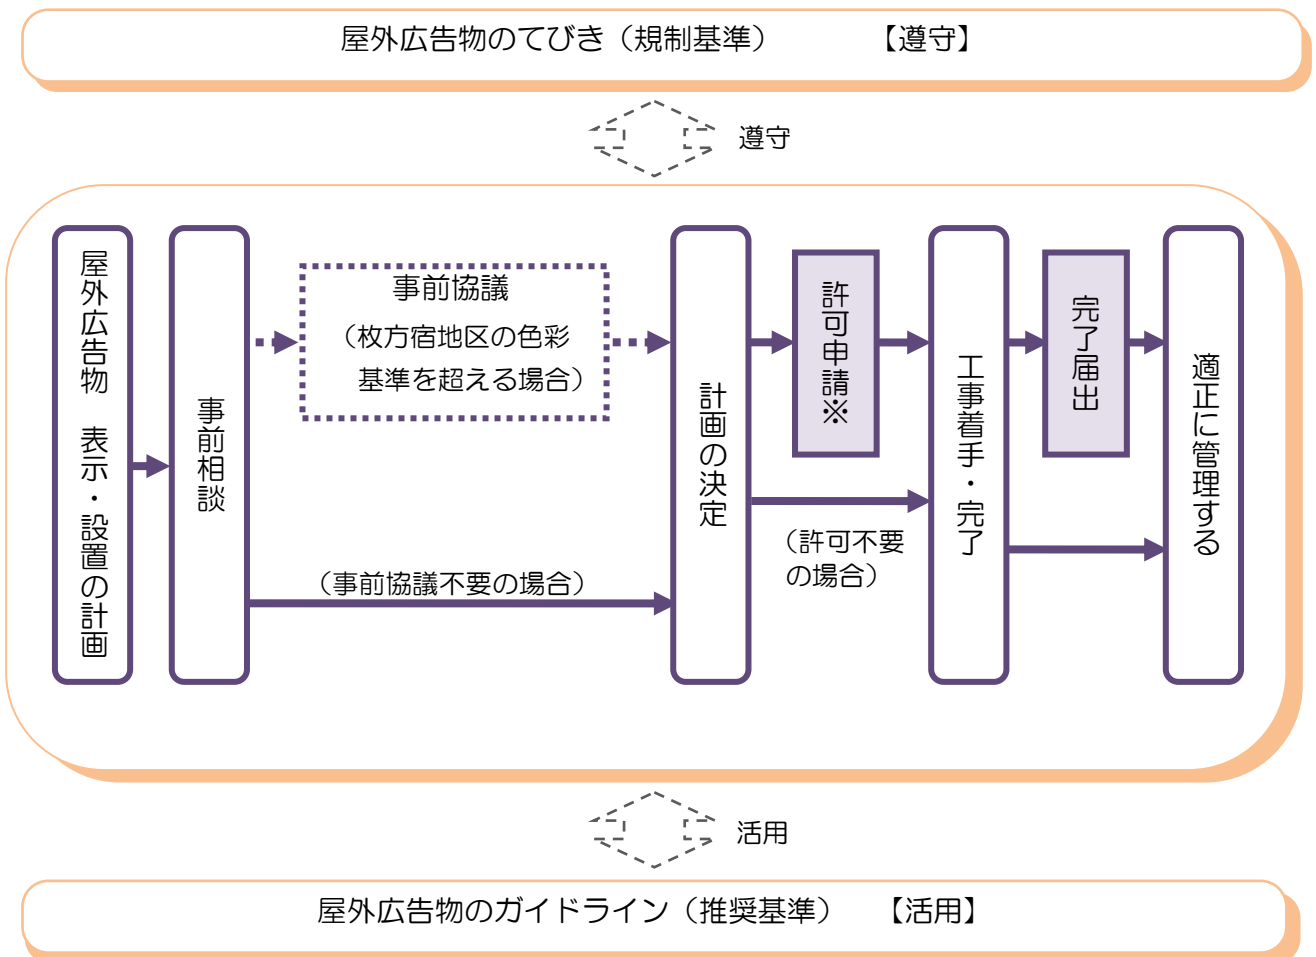 屋外広告物のてびき（規制基準）　　　【遵守】
遵守
屋外広告物　表示・設置の計画
事前相談
事前協議
（枚方宿地区の色彩
基準を超える場合）
（事前協議不要の場合）
計画の決定
許可申請※
（許可不要
の場合）
工事着手・完了
完了届出
適正に管理する
活用
屋外広告物のガイドライン（推奨基準）　【活用】